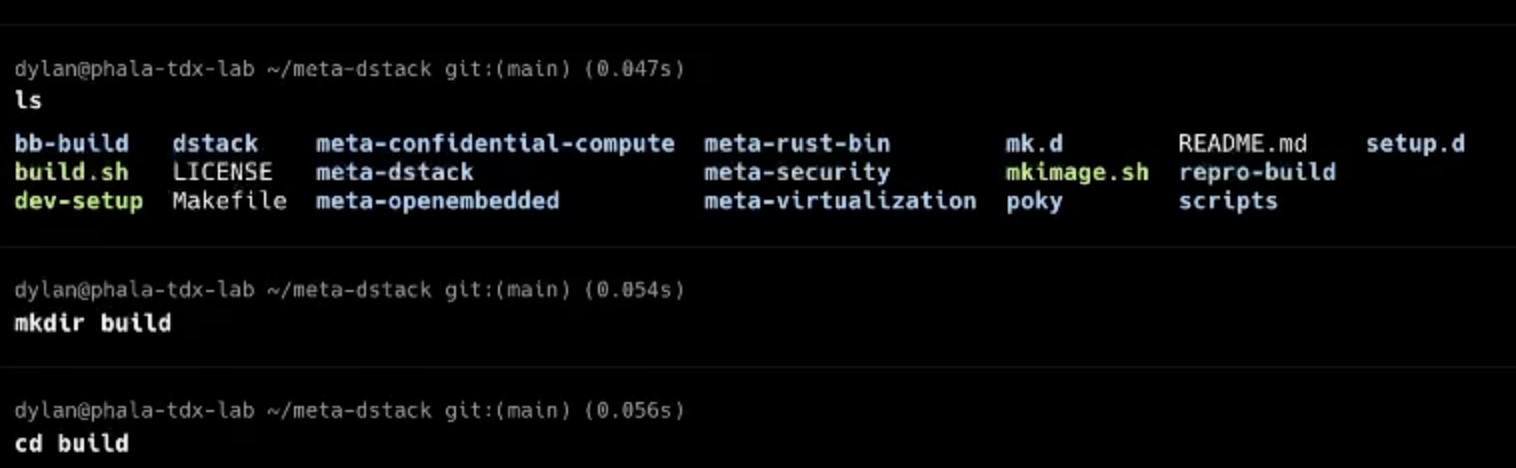 dylan@phala-tdx-lab ~/meta-dstack git:(main) (0.047s)
ls
bb-build dstack meta-confidential-compute meta-rust-bin mk.d README.md setup.d
build.sh LICENSE meta-dstack meta-security mkimage.sh repro-build
dev-setup Makefile meta-openembedded meta-virtualization poky scripts
dylan@phala-tdx-lab ~/meta-dstack git:(main) (0.054s)
mkdir build
dylan@phala-tdx-lab ~/meta-dstack git:(main) (0.056s)
cd build